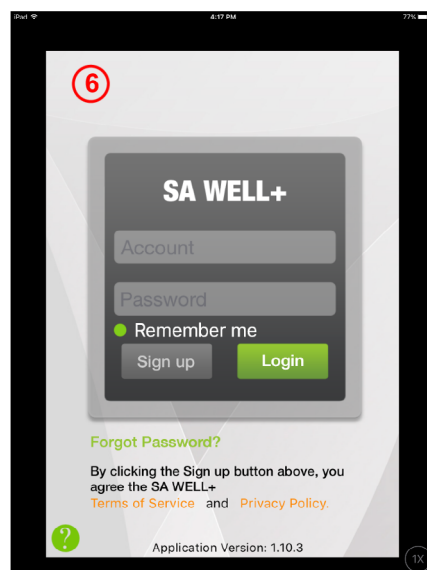 iPad 4:17 PM 77%
6
SA WELL+
Account
Password
Remember me
Sign up Login
Forgot Password?
By clicking the Sign up button above, you
agree the SA WELL+
Terms of Service and Privacy Policy.
?
Application Version: 1.10.3
1X